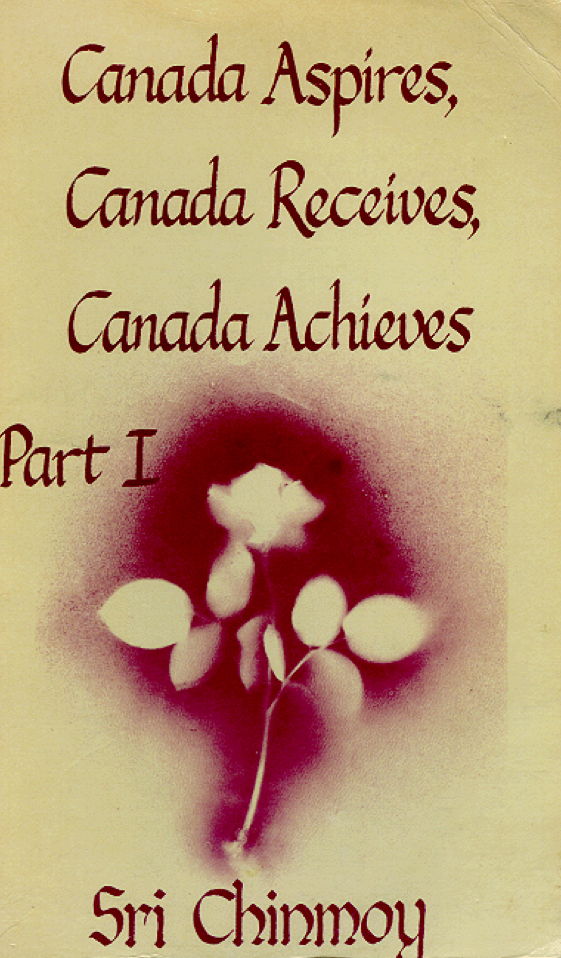 Canada Aspires,
Canada Receives,
Canada Achieves
Part I
Sri Chinmoy